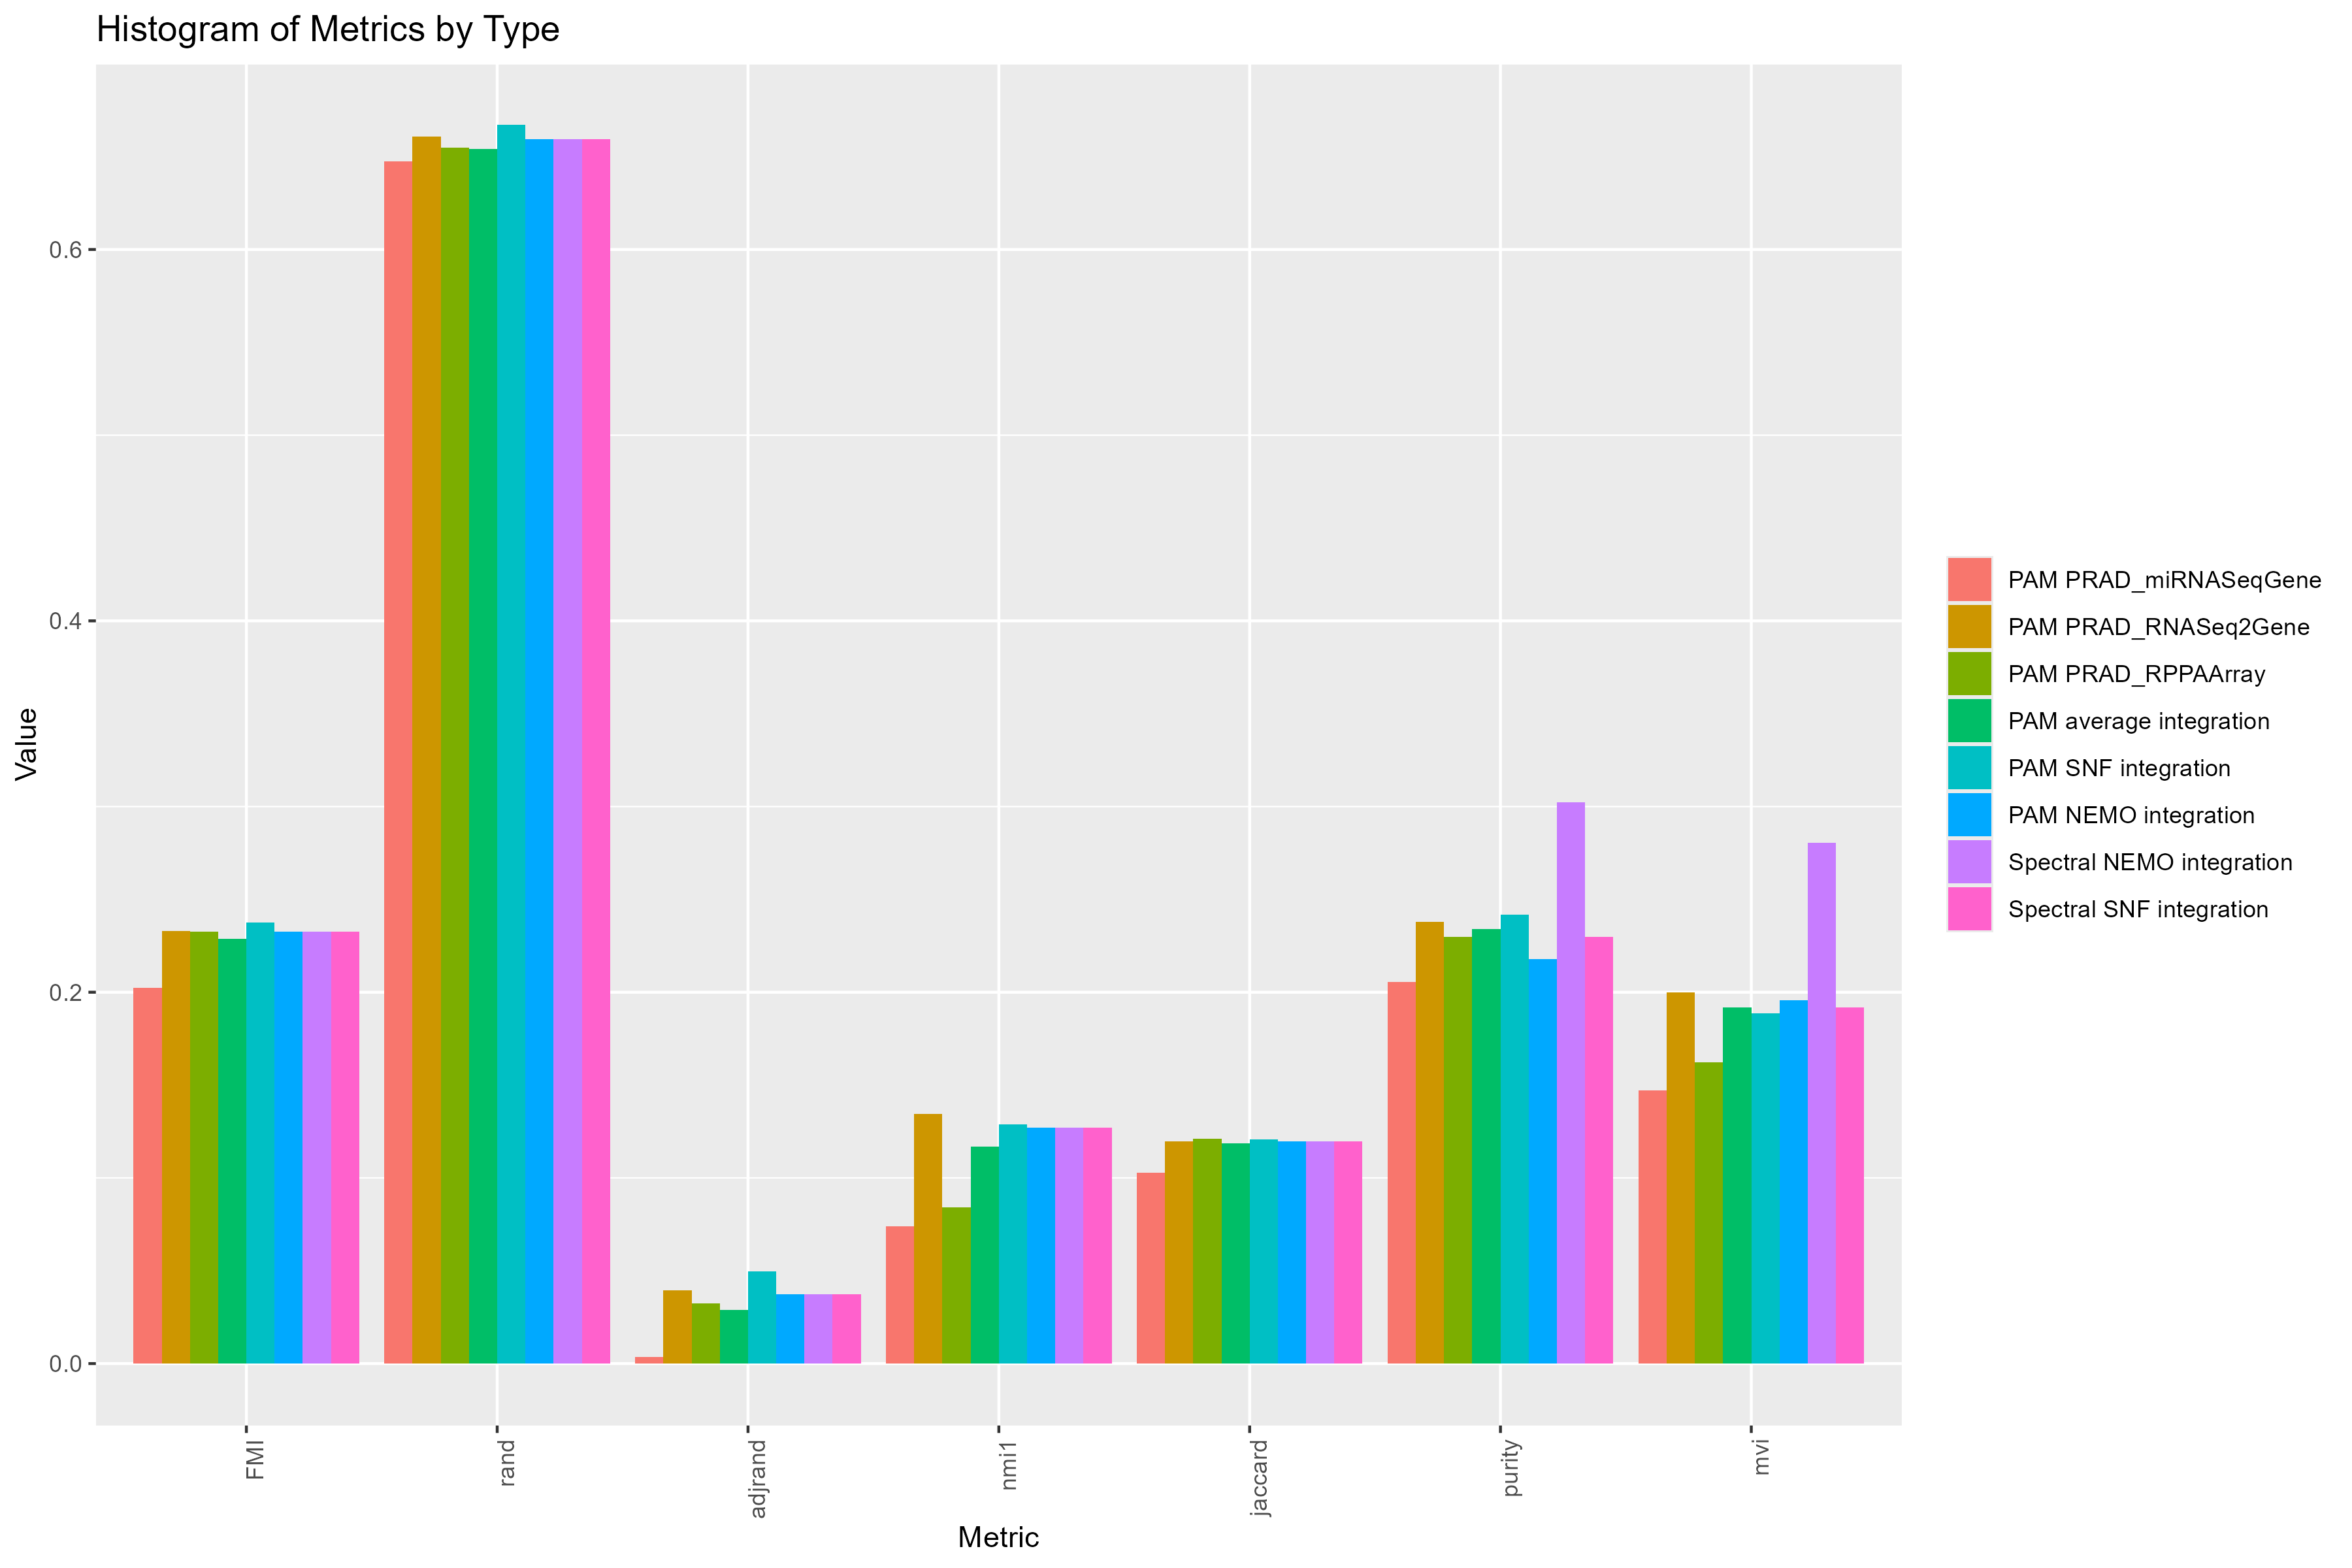 Histogram of Metrics by Type
Value
0.6
0.4
0.2
0.0
FMI
rand
adjrand
nmi1
jaccard
purity
mvi
Metric
PAM PRAD_miRNASeqGene
PAM PRAD_RNASeq2Gene
PAM PRAD_RPPAArray
PAM average integration
PAM SNF integration
PAM NEMO integration
Spectral NEMO integration
Spectral SNF integration